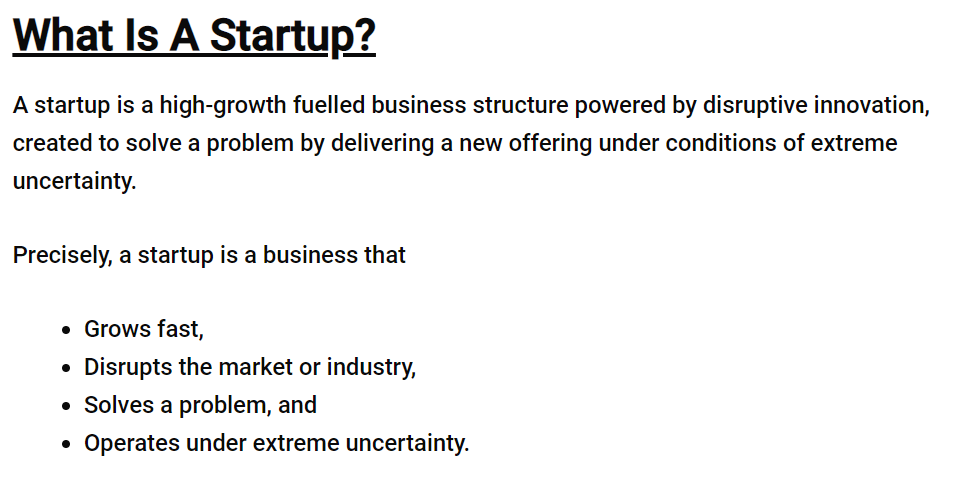 What Is A Startup?
A startup is a high-growth fuelled business structure powered by disruptive innovation,
created to solve a problem by delivering a new offering under conditions of extreme
uncertainty.
Precisely, a startup is a business that
• Grows fast,
• Disrupts the market or industry,
• Solves a problem, and
• Operates under extreme uncertainty.